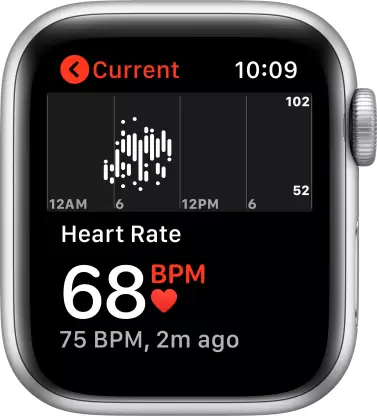 Current 10:09
102
52
12AM 6 12PM 6
Heart Rate
68 BPM
75 BPM, 2m ago